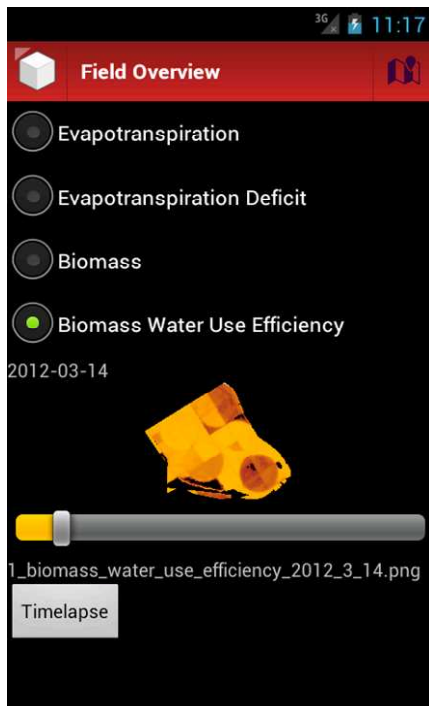 3G 11:17
Field Overview
Evapotranspiration
Evapotranspiration Deficit
Biomass
Biomass Water Use Efficiency
2012-03-14
1_biomass_water_use_efficiency_2012_3_14.png
Timelapse